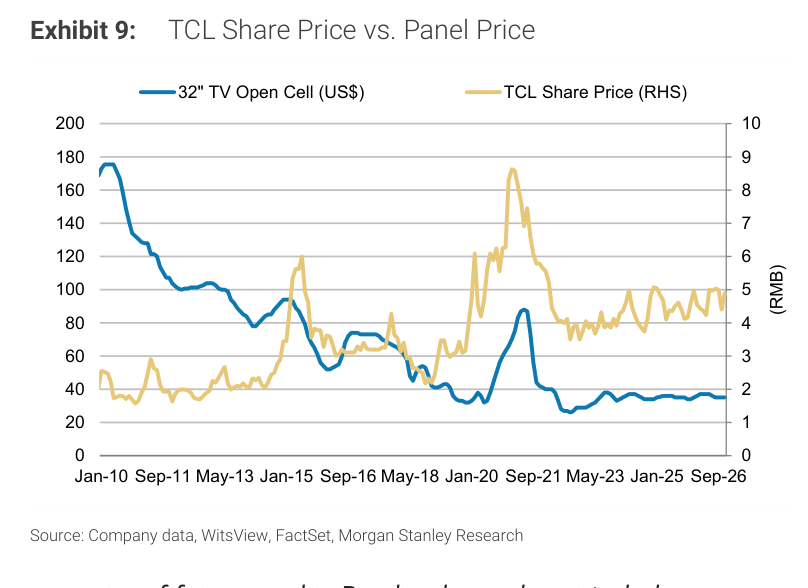 Exhibit 9: TCL Share Price vs. Panel Price
32" TV Open Cell (US$) TCL Share Price (RHS)
200 10
180 9
160 8
140 7
120 6
100 5
80 4
60 3
40 2
20 1
0 0
(RMB)
Jan-10 Sep-11 May-13 Jan-15 Sep-16 May-18 Jan-20 Sep-21 May-23 Jan-25 Sep-26
Source: Company data, WitsView, FactSet, Morgan Stanley Research